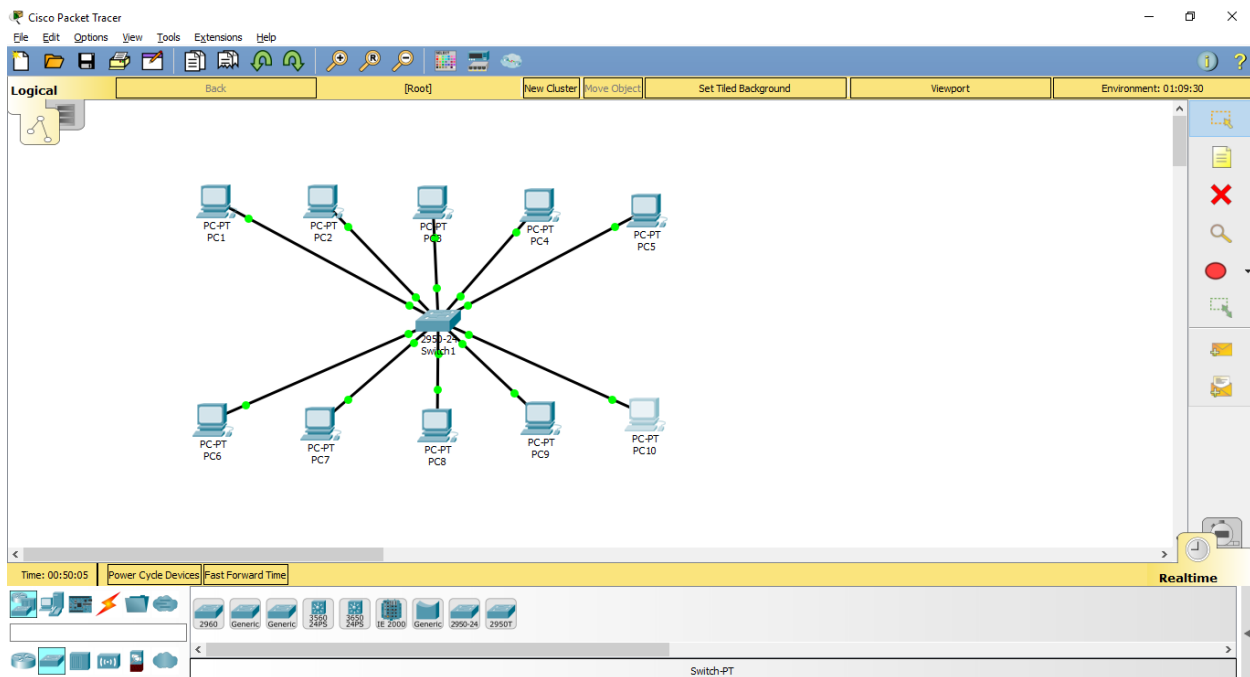 Cisco Packet Tracer
File Edit Options View Tools Extensions Help
Logical Back [Root] New Cluster Move Object Set Tiled Background Viewport Environment: 01:09:30
PC-PT
PC1
PC-PT
PC2
PC-PT
PC3
PC-PT
PC4
PC-PT
PC5
2950-24
Switch1
PC-PT
PC6
PC-PT
PC7
PC-PT
PC8
PC-PT
PC9
PC-PT
PC10
Time: 00:50:05 Power Cycle Devices Fast Forward Time Realtime
2960 Generic Generic 3560 24PS 3650 24PS IE 2000 Generic 2950-24 2950T
Switch-PT